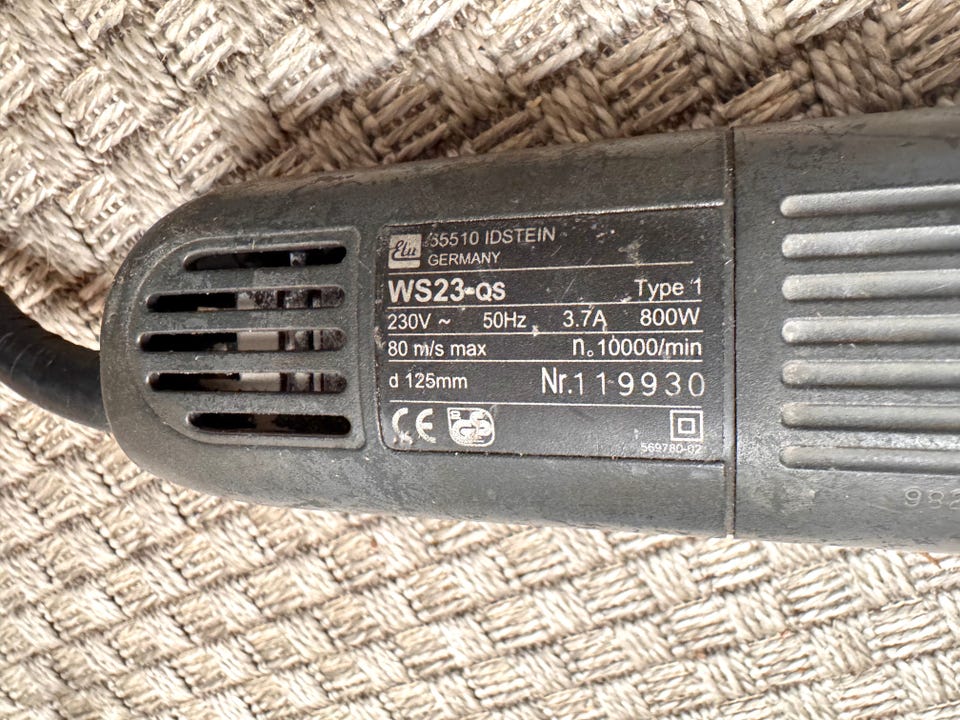 Elu 65510 IDSTEIN
GERMANY
WS23-QS Type 1
230V ~ 50Hz 3.7A 800W
80 m/s max n₀ 10000/min
d 125mm Nr.119930
CE GS
569780-02